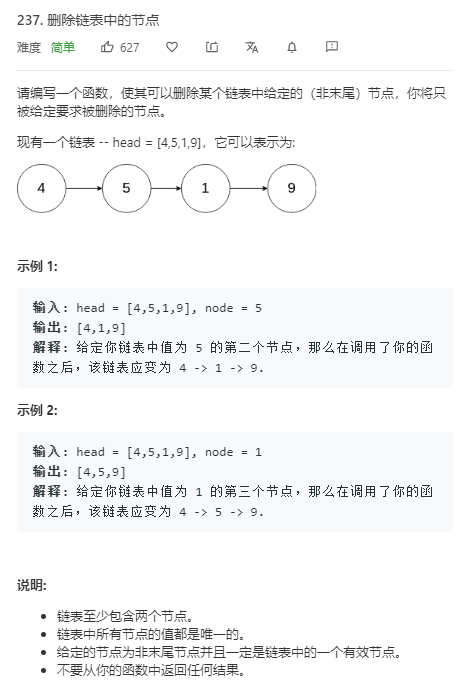 237. 删除链表中的节点
难度 简单 627
请编写一个函数，使其可以删除某个链表中给定的（非末尾）节点，你将只
被给定要求被删除的节点。
现有一个链表 -- head = [4,5,1,9]，它可以表示为:
4 5 1 9
示例 1:
输入: head = [4,5,1,9], node = 5
输出: [4,1,9]
解释: 给定你链表中值为 5 的第二个节点，那么在调用了你的函
数之后，该链表应变为 4 -> 1 -> 9.
示例 2:
输入: head = [4,5,1,9], node = 1
输出: [4,5,9]
解释: 给定你链表中值为 1 的第三个节点，那么在调用了你的函
数之后，该链表应变为 4 -> 5 -> 9.
说明:
• 链表至少包含两个节点。
• 链表中所有节点的值都是唯一的。
• 给定的节点为非末尾节点并且一定是链表中的一个有效节点。
• 不要从你的函数中返回任何结果。